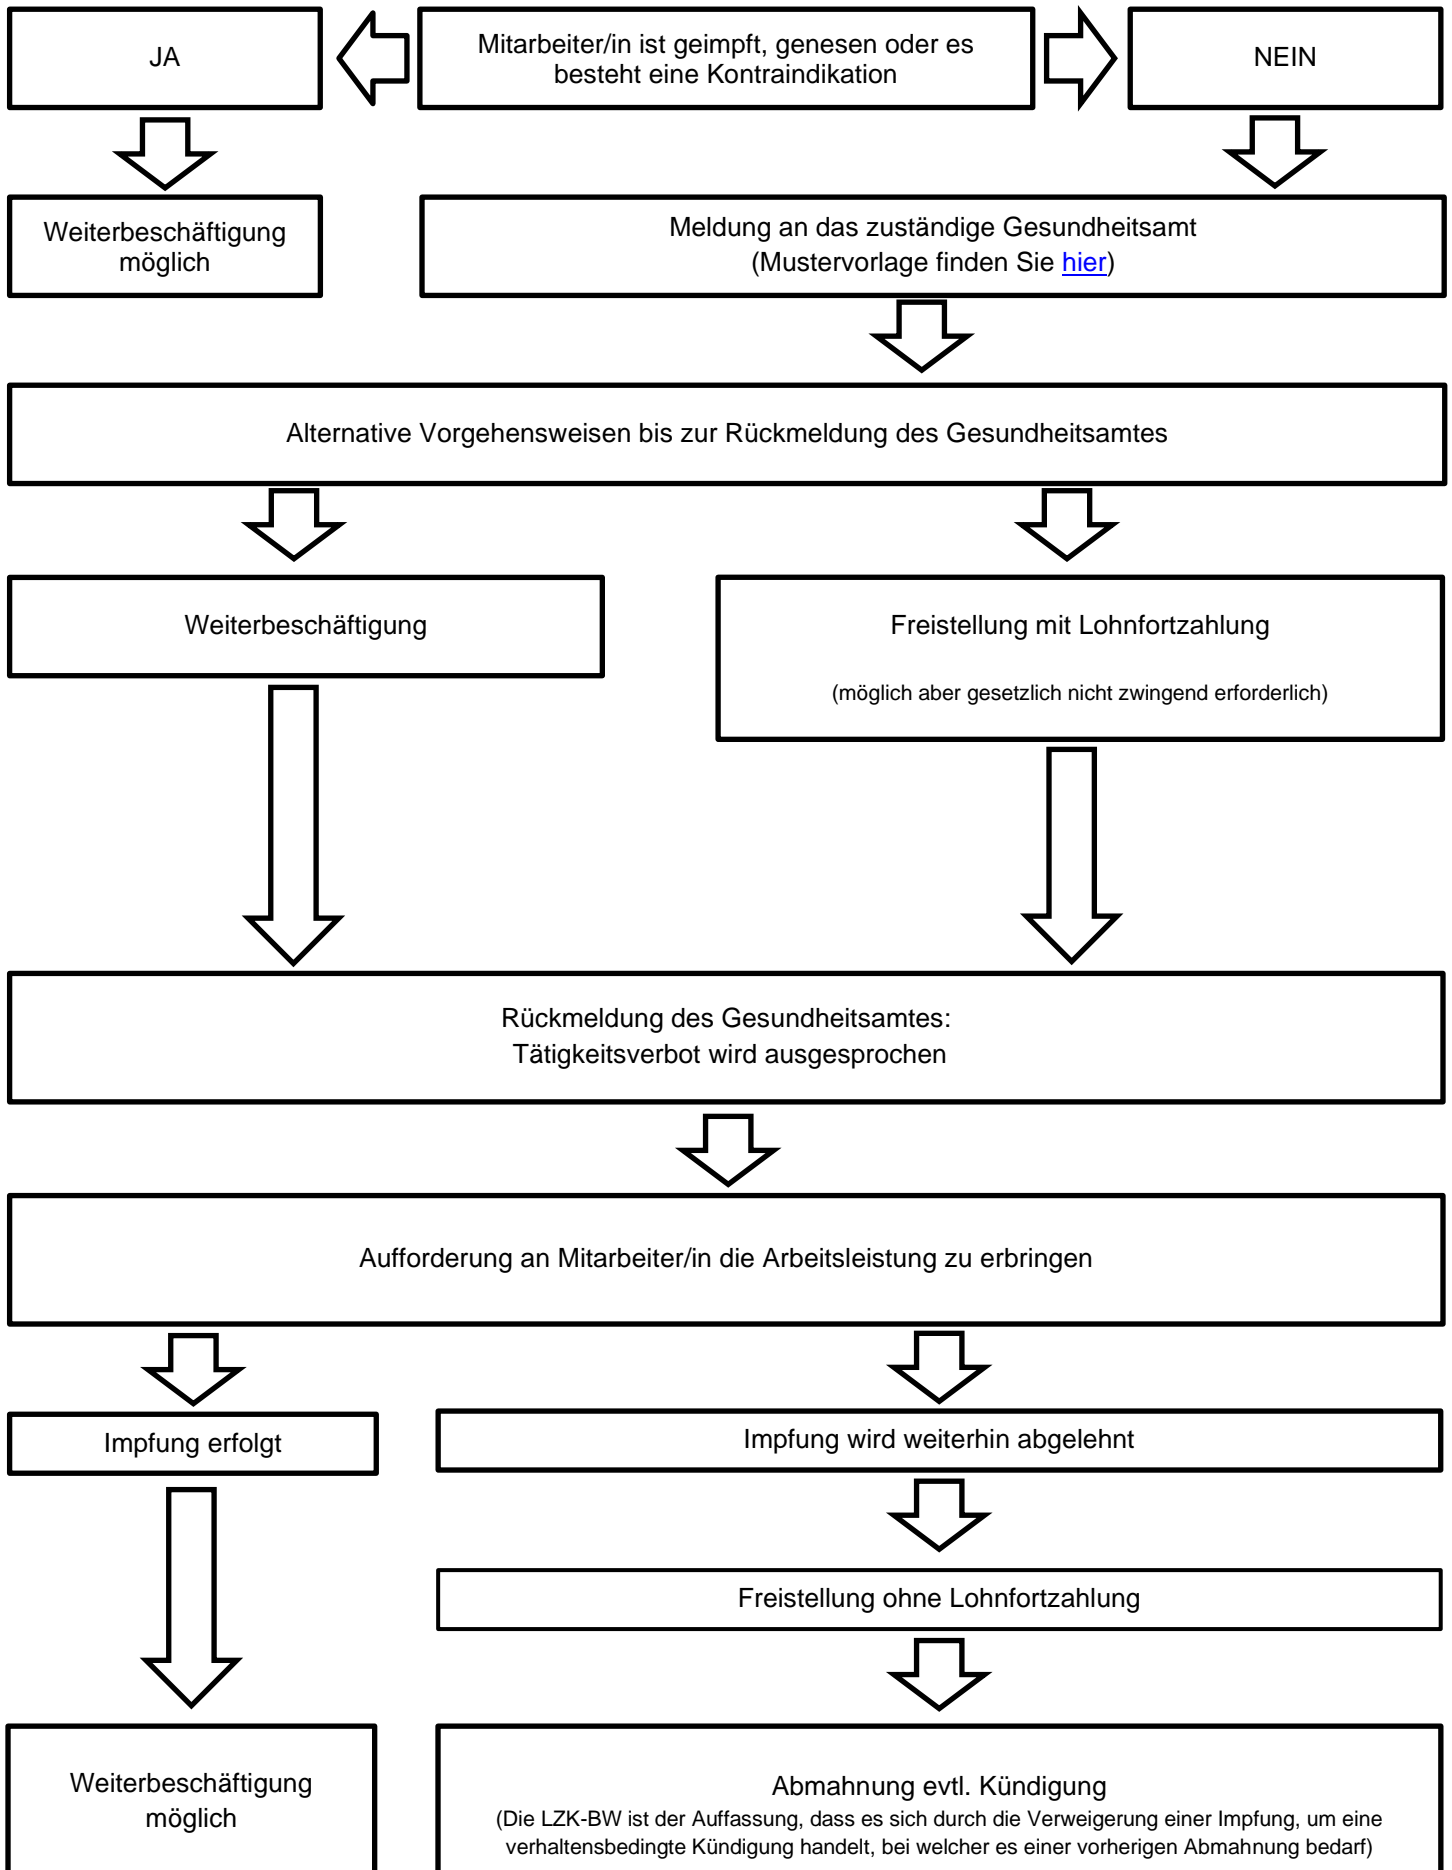 JA
Mitarbeiter/in ist geimpft, genesen oder es
besteht eine Kontraindikation
NEIN
Weiterbeschäftigung
möglich
Meldung an das zuständige Gesundheitsamt
(Mustervorlage finden Sie hier)
Alternative Vorgehensweisen bis zur Rückmeldung des Gesundheitsamtes
Weiterbeschäftigung
Freistellung mit Lohnfortzahlung
(möglich aber gesetzlich nicht zwingend erforderlich)
Rückmeldung des Gesundheitsamtes:
Tätigkeitsverbot wird ausgesprochen
Aufforderung an Mitarbeiter/in die Arbeitsleistung zu erbringen
Impfung erfolgt
Impfung wird weiterhin abgelehnt
Freistellung ohne Lohnfortzahlung
Weiterbeschäftigung
möglich
Abmahnung evtl. Kündigung
(Die LZK-BW ist der Auffassung, dass es sich durch die Verweigerung einer Impfung, um eine
verhaltensbedingte Kündigung handelt, bei welcher es einer vorherigen Abmahnung bedarf)